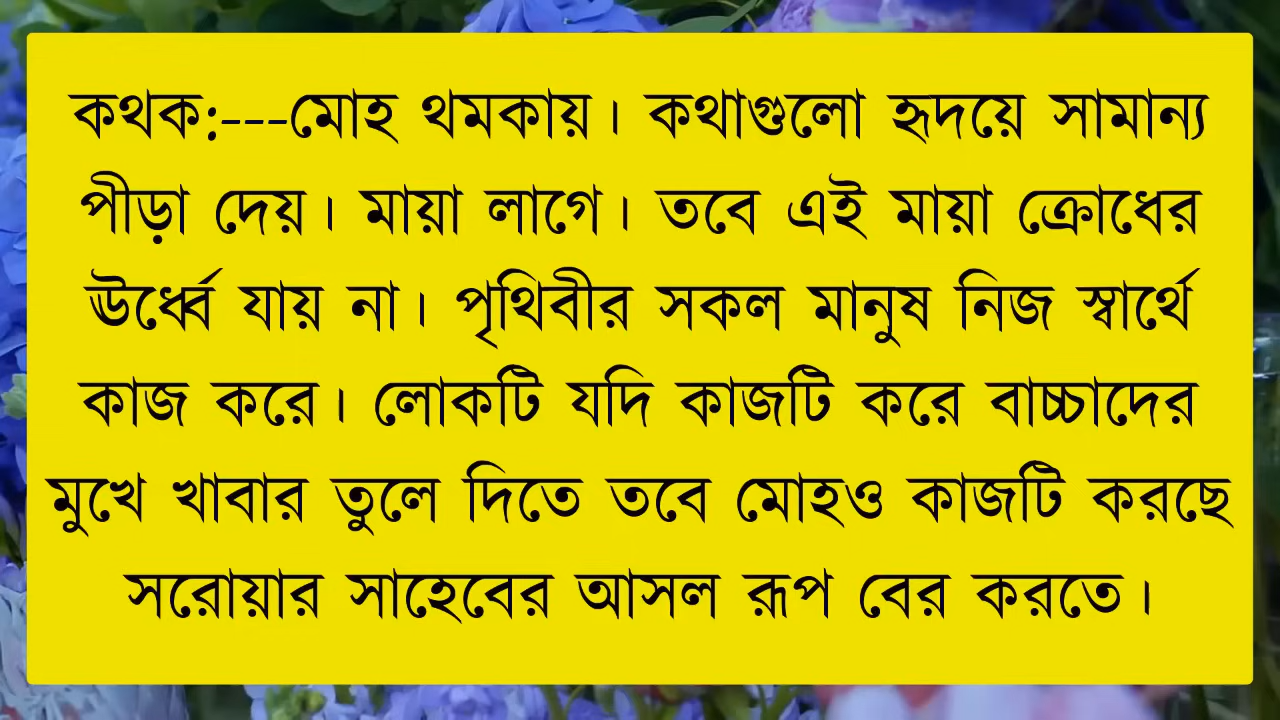 কথক:---মোহ থমকায়। কথাগুলো হৃদয়ে সামান্য
পীড়া দেয়। মায়া লাগে। তবে এই মায়া ক্রোধের
ঊর্ধ্বে যায় না। পৃথিবীর সকল মানুষ নিজ স্বার্থে
কাজ করে। লোকটি যদি কাজটি করে বাচ্চাদের
মুখে খাবার তুলে দিতে তবে মোহও কাজটি করছে
সরোয়ার সাহেবের আসল রূপ বের করতে।